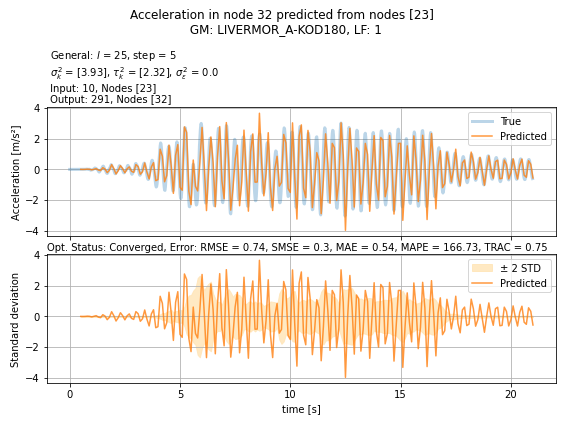 Acceleration in node 32 predicted from nodes [23]
GM: LIVERMOR_A-KOD180, LF: 1
General: l = 25, step = 5
σ²ₖ = [3.93], τ²ₖ = [2.32], σ²ε = 0.0
Input: 10, Nodes [23]
Output: 291, Nodes [32]
Acceleration [m/s²]
4
2
0
−2
−4
True
Predicted
Opt. Status: Converged, Error: RMSE = 0.74, SMSE = 0.3, MAE = 0.54, MAPE = 166.73, TRAC = 0.75
Standard deviation
4
2
0
−2
−4
± 2 STD
Predicted
0 5 10 15 20
time [s]